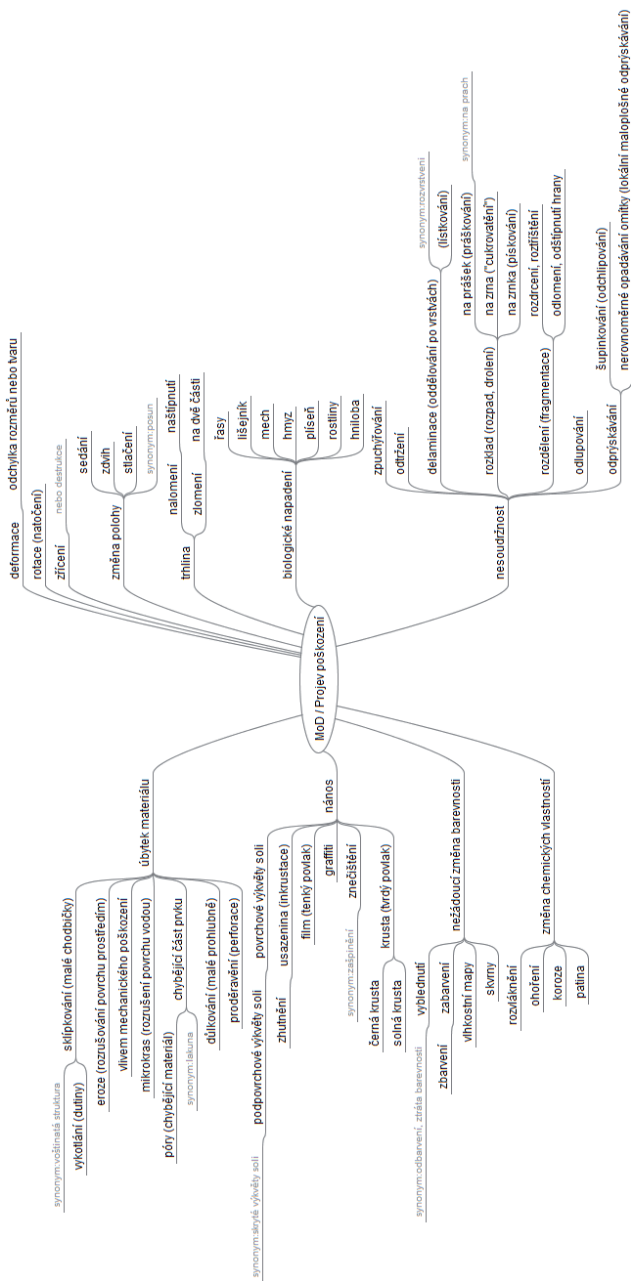 MoD / Projev poškození
deformace
odchylka rozměrů nebo tvaru
rotace (natočení)
zřícení
nebo destrukce
změna polohy
sedání
zdvih
stlačení
synonym:posun
trhlina
nalomení
naštípnutí
zlomení
na dvě části
biologické napadení
řasy
lišejník
mech
hmyz
plíseň
rostliny
hniloba
nesoudržnost
zpuchýřování
odtržení
delaminace (oddělování po vrstvách)
synonym:rozvrstvení
(lístkování)
rozklad (rozpad, drolení)
na prášek (práškování)
synonym:na prach
na zrna ("cukrovatění")
na zrnka (pískování)
rozdělení (fragmentace)
rozdrcení, roztříštění
odlomení, odštípnutí hrany
odlupování
odprýskávání
šupinkování (odchlipování)
nerovnoměrné opadávání omítky (lokální maloplošné odprýskávání)
úbytek materiálu
sklípkování (malé chodbičky)
synonym:voštinatá struktura
vykotlání (dutiny)
eroze (rozrušování povrchu prostředím)
vlivem mechanického poškození
mikrokras (rozrušení povrchu vodou)
chybějící část prvku
póry (chybějící materiál)
synonym:lakuna
důlkování (malé prohlubně)
proděravění (perforace)
nános
povrchové výkvěty soli
podpovrchové výkvěty soli
synonym:skryté výkvěty soli
usazenina (inkrustace)
zhutnění
film (tenký povlak)
graffiti
znečištění
synonym:zašpinění
krusta (tvrdý povlak)
černá krusta
solná krusta
nežádoucí změna barevnosti
vyblednutí
synonym:odbarvení, ztráta barevnosti
zabarvení
zbarvení
vlhkostní mapy
skvrny
změna chemických vlastností
rozvláknění
ohoření
koroze
patina